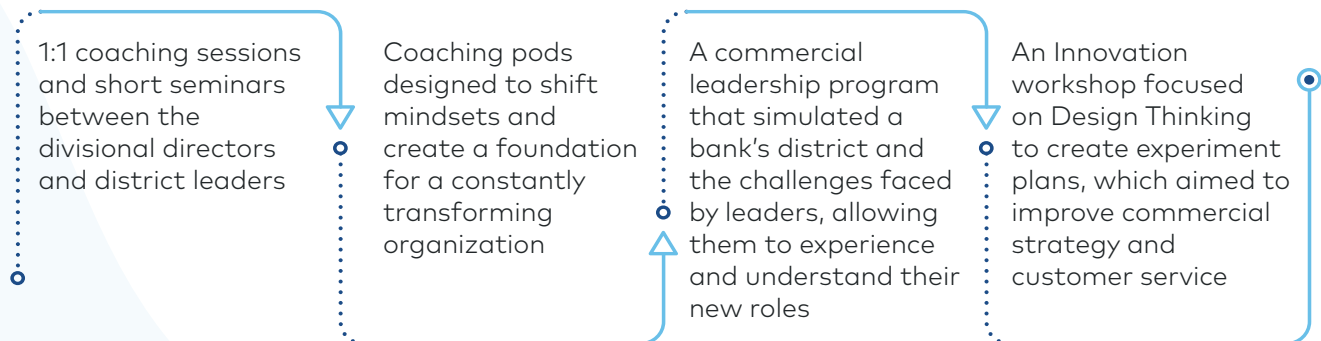 1:1 coaching sessions
and short seminars
between the
divisional directors
and district leaders
Coaching pods
designed to shift
mindsets and
create a foundation
for a constantly
transforming
organization
A commercial
leadership program
that simulated a
bank's district and
the challenges faced
by leaders, allowing
them to experience
and understand their
new roles
An Innovation
workshop focused
on Design Thinking
to create experiment
plans, which aimed to
improve commercial
strategy and
customer service